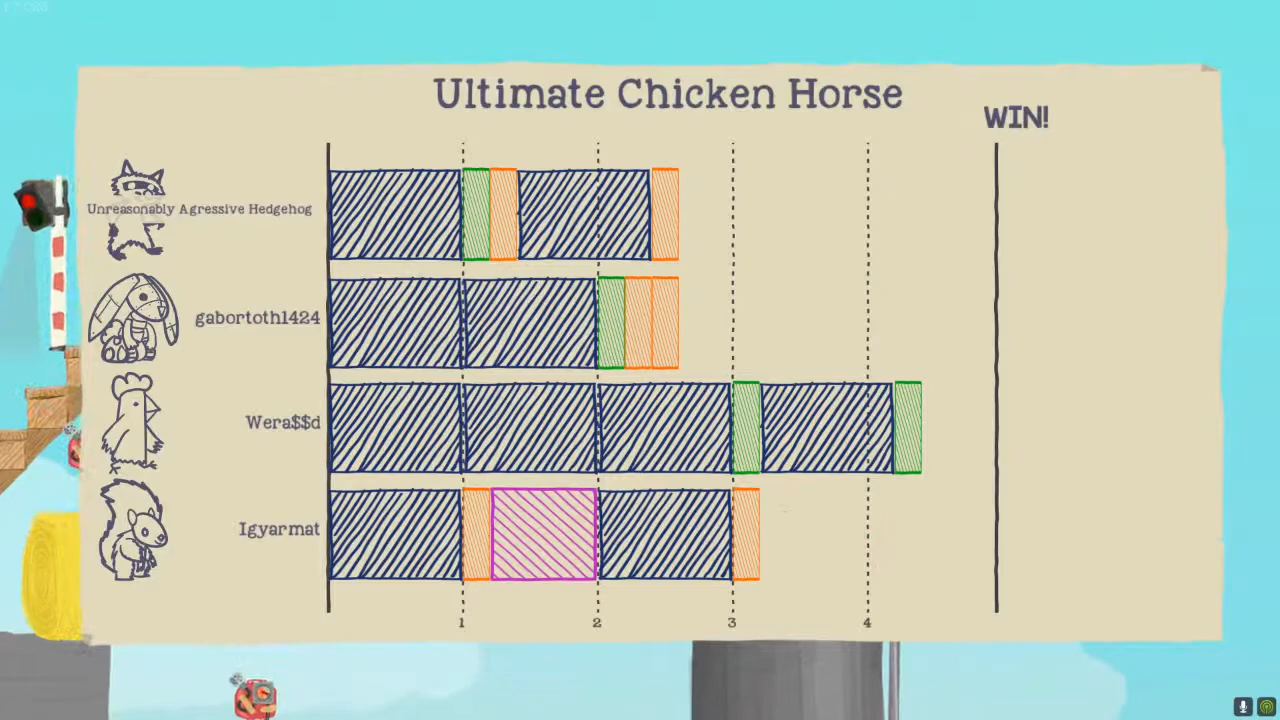 Ultimate Chicken Horse
WIN!
Unreasonably Agressive Hedgehog
gabortoth1424
Wera$$d
Igyarmat
1 2 3 4